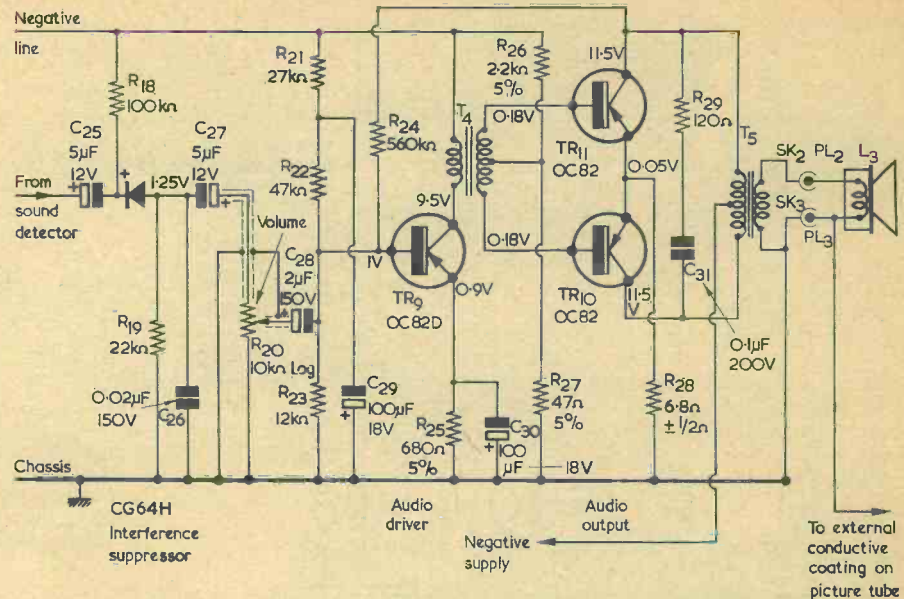 Negative
line
R18
100kΩ
C25
5µF
12V
+
C27
5µF
12V
+
1·25V
From
sound
detector
Volume
R19
22kΩ
0·02µF
150V
C26
R20
10kΩ Log
C28
2µF
150V
+
R21
27kΩ
R22
47kΩ
R23
12kΩ
C29
100µF
18V
+
R24
560kΩ
1V
TR9
OC82D
9·5V
0·9V
T4
R25
680Ω
5%
C30
100
µF
18V
+
R26
2·2kΩ
5%
0·18V
0·18V
R27
47Ω
5%
11·5V
TR11
OC82
0·05V
TR10
OC82
11·5
V
R28
6·8Ω
±1/2Ω
R29
120Ω
C31
0·1µF
200V
T5
SK2
PL2
SK3
PL3
L3
Chassis
CG64H
Interference
suppressor
Audio
driver
Audio
output
Negative
supply
To external
conductive
coating on
picture tube